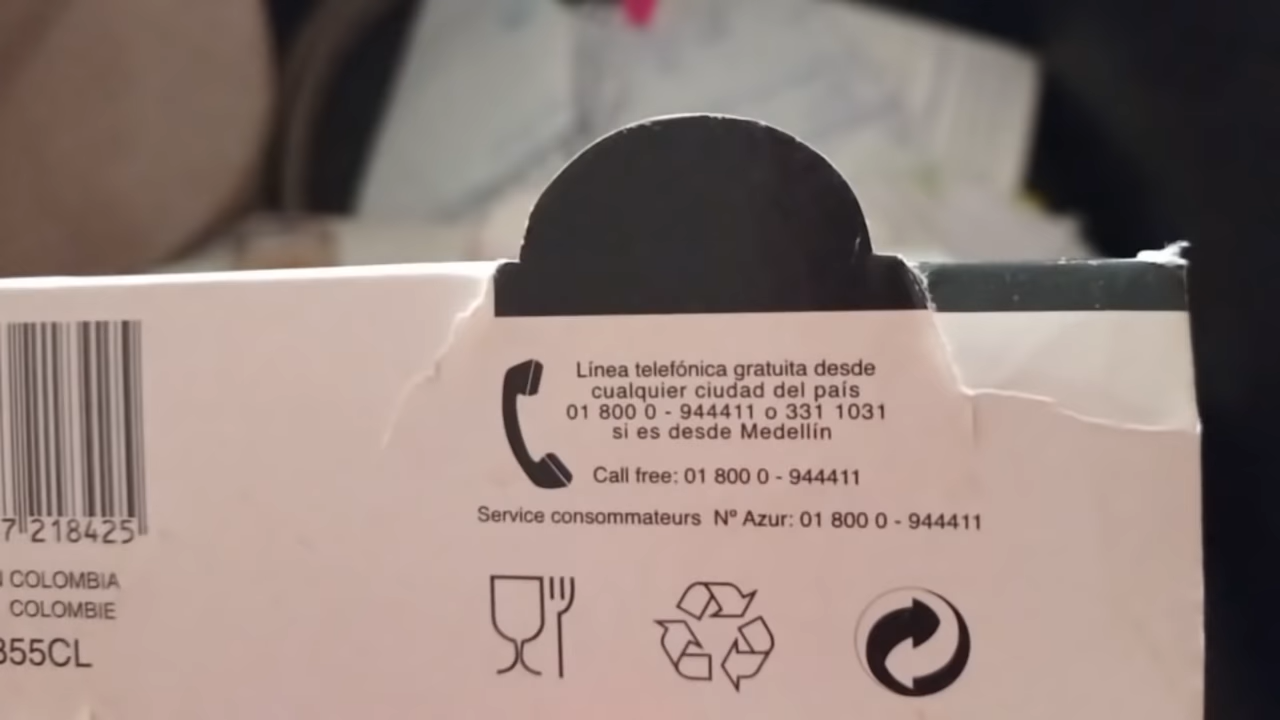 Línea telefónica gratuita desde
cualquier ciudad del país
01 800 0 - 944411 o 331 1031
si es desde Medellín
Call free: 01 800 0 - 944411
Service consommateurs Nº Azur: 01 800 0 - 944411
7 218425
COLOMBIA
COLOMBIE
355CL